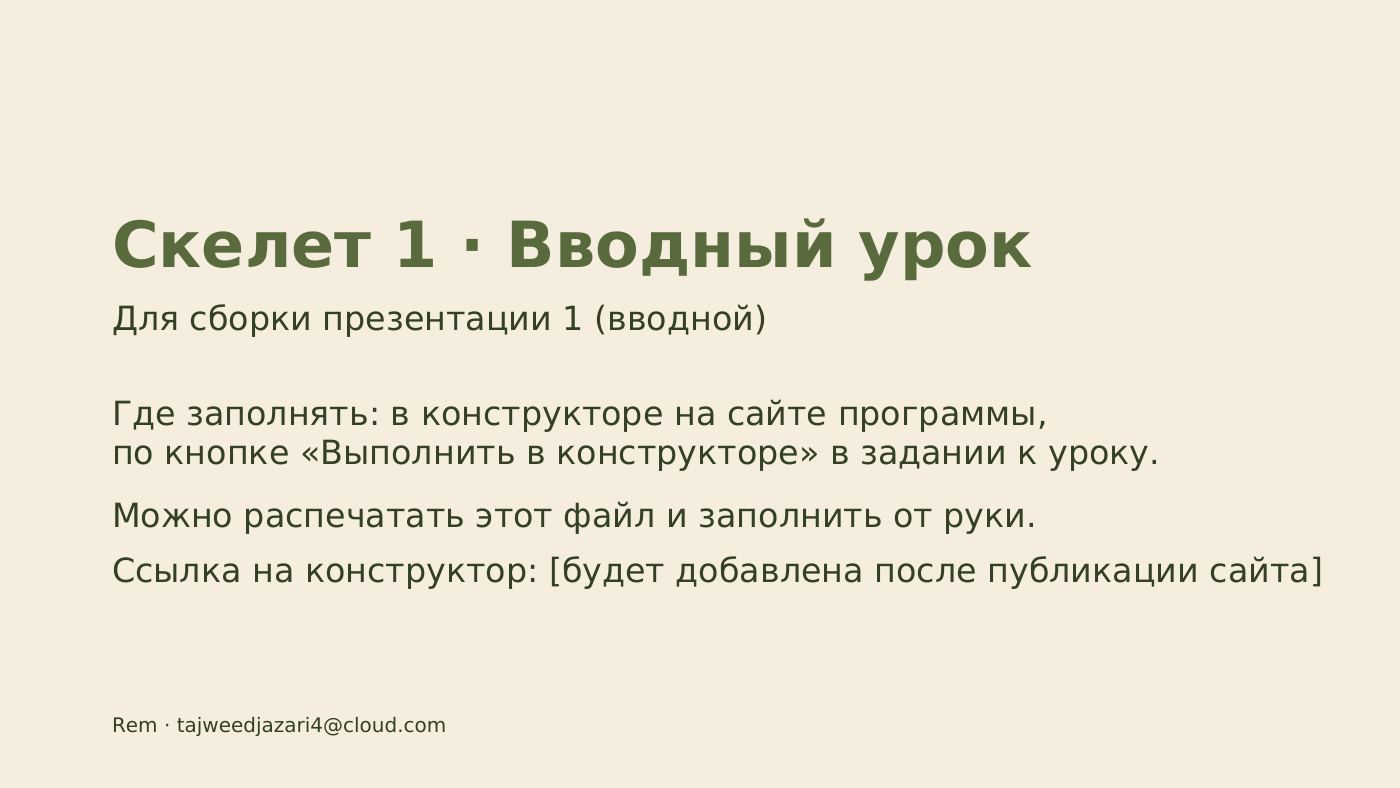 Скелет 1 · Вводный урок
Для сборки презентации 1 (вводной)
Где заполнять: в конструкторе на сайте программы,
по кнопке «Выполнить в конструкторе» в задании к уроку.
Можно распечатать этот файл и заполнить от руки.
Ссылка на конструктор: [будет добавлена после публикации сайта]
Rem · tajweedjazari4@cloud.com